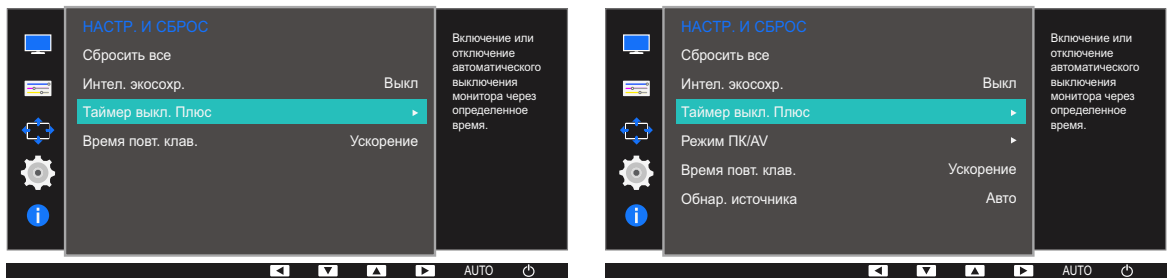 НАСТР. И СБРОС
Сбросить все
Интел. экосохр. Выкл
Таймер выкл. Плюс
Время повт. клав. Ускорение
Включение или
отключение
автоматического
выключения
монитора через
определенное
время.
AUTO
НАСТР. И СБРОС
Сбросить все
Интел. экосохр. Выкл
Таймер выкл. Плюс
Режим ПК/AV
Время повт. клав. Ускорение
Обнар. источника Авто
Включение или
отключение
автоматического
выключения
монитора через
определенное
время.
AUTO